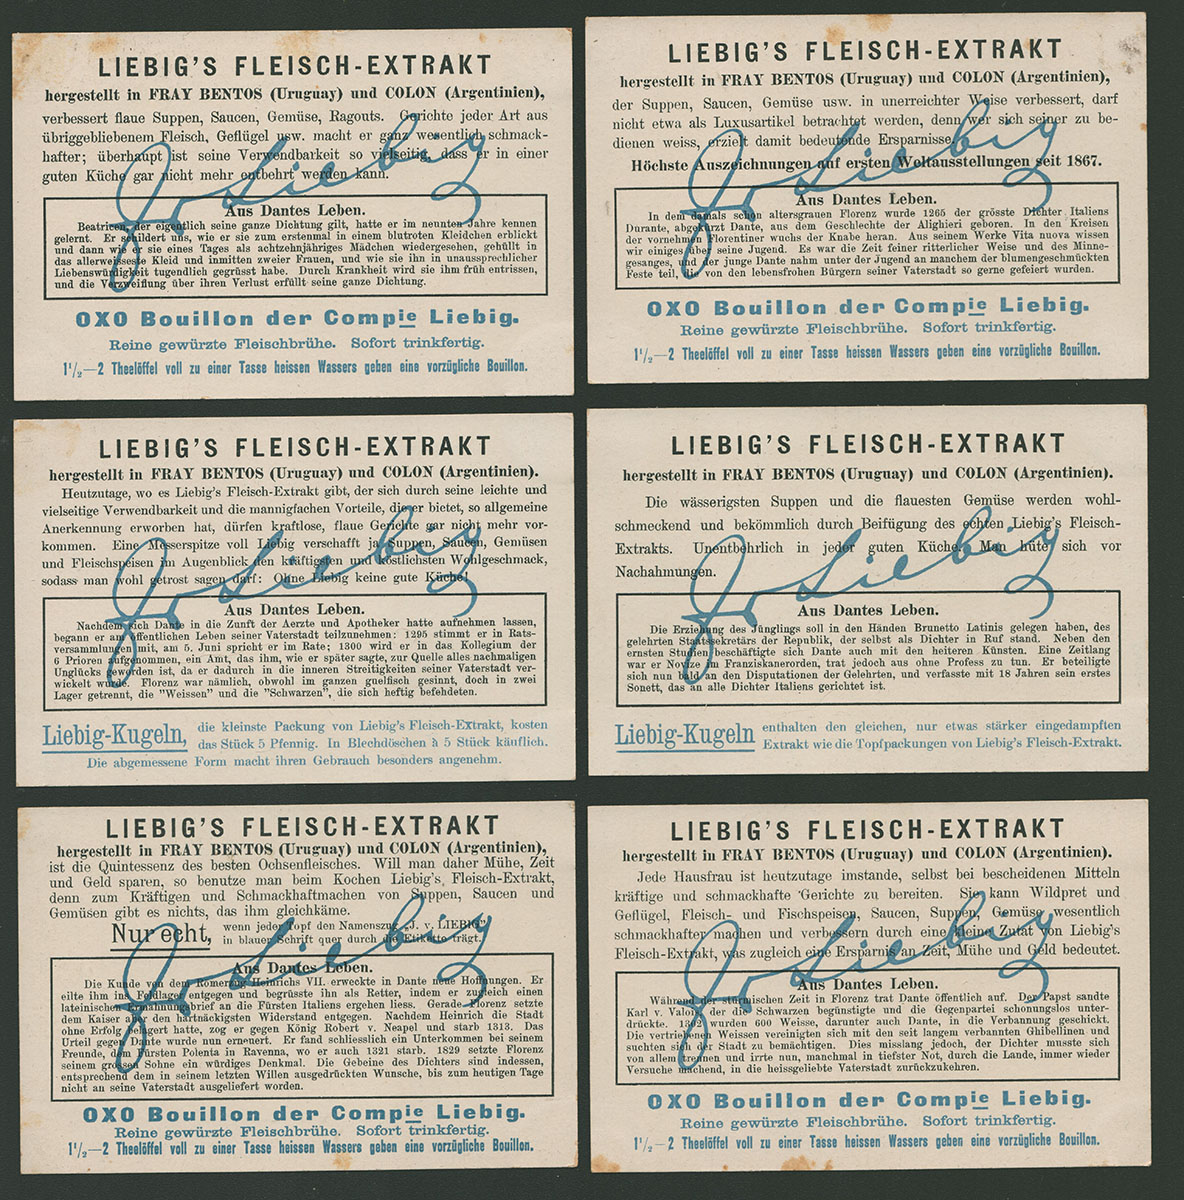 LIEBIG'S FLEISCH-EXTRAKT
hergestellt in FRAY BENTOS (Uruguay) und COLON (Argentinien),
verbessert flaue Suppen, Saucen, Gemüse, Ragouts. Gerichte jeder Art aus
übriggebliebenem Fleisch, Geflügel usw. macht er ganz wesentlich schmack-
hafter; überhaupt ist seine Verwendbarkeit so vielseitig, dass er in einer
guten Küche gar nicht mehr entbehrt werden kann.
Aus Dantes Leben.
Beatricen, der eigentlich seine ganze Dichtung gilt, hatte er im neunten Jahre kennen
gelernt. Er schildert uns, wie er sie zum erstenmal in einem blutroten Kleidchen erblickt
und dann wie er sie eines Tages als achtzehnjähriges Mädchen wiedergesehen, gehüllt in
das allerweisseste Kleid und inmitten zweier Frauen, und wie sie ihn in unaussprechlicher
Liebenswürdigkeit tugendlich gegrüsst habe. Durch Krankheit wird sie ihm früh entrissen,
und die Verzweiflung über ihren Verlust erfüllt seine ganze Dichtung.
J v Liebig
OXO Bouillon der Compie Liebig.
Reine gewürzte Fleischbrühe. Sofort trinkfertig.
1 1/2—2 Theelöffel voll zu einer Tasse heissen Wassers geben eine vorzügliche Bouillon.
LIEBIG'S FLEISCH-EXTRAKT
hergestellt in FRAY BENTOS (Uruguay) und COLON (Argentinien),
der Suppen, Saucen, Gemüse usw. in unerreichter Weise verbessert, darf
nicht etwa als Luxusartikel betrachtet werden, denn wer sich seiner zu be-
dienen weiss, erzielt damit bedeutende Ersparnisse.
Höchste Auszeichnungen auf ersten Weltausstellungen seit 1867.
Aus Dantes Leben.
In dem damals schon altersgrauen Florenz wurde 1265 der grösste Dichter Italiens
Durante, abgekürzt Dante, aus dem Geschlecht der Alighieri geboren. In den Kreisen
der vornehmen Florentiner wuchs der Knabe heran. Aus seinem Werke Vita nuova wissen
wir einiges über seine Jugend. Es war die Zeit feiner ritterlicher Weise und des Minne-
gesanges, und der junge Dante nahm unter der Jugend an manchem der blumengeschmückten
Feste teil, die von den lebensfrohen Bürgern seiner Vaterstadt so gerne gefeiert wurden.
J v Liebig
OXO Bouillon der Compie Liebig.
Reine gewürzte Fleischbrühe. Sofort trinkfertig.
1 1/2—2 Theelöffel voll zu einer Tasse heissen Wassers geben eine vorzügliche Bouillon.
LIEBIG'S FLEISCH-EXTRAKT
hergestellt in FRAY BENTOS (Uruguay) und COLON (Argentinien).
Heutzutage, wo es Liebig's Fleisch-Extrakt gibt, der sich durch seine leichte und
vielseitige Verwendbarkeit und die mannigfachen Vorteile, die er bietet, so allgemeine
Anerkennung erworben hat, dürfen kraftlose, flaue Gerichte gar nicht mehr vor-
kommen. Eine Messerspitze voll Liebig verschafft ja Suppen, Saucen, Gemüsen
und Fleischspeisen im Augenblick den kräftigsten und köstlichsten Wohlgeschmack,
sodass man wohl getrost sagen darf: Ohne Liebig keine gute Küche!
Aus Dantes Leben.
Nachdem sich Dante in die Zunft der Aerzte und Apotheker hatte aufnehmen lassen,
begann er am öffentlichen Leben seiner Vaterstadt teilzunehmen: 1295 stimmt er in Rats-
versammlungen mit, am 5. Juni spricht er im Rate; 1300 wird er in das Kollegium der
6 Prioren aufgenommen, ein Amt, das ihm, wie er später sagte, zur Quelle alles nachmaligen
Unglücks geworden ist, da er dadurch in die inneren Streitigkeiten seiner Vaterstadt ver-
wickelt wurde. Florenz war nämlich, obwohl im ganzen guelfisch gesinnt, doch in zwei
Lager getrennt, die "Weissen" und die "Schwarzen", die sich heftig befehdeten.
J v Liebig
Liebig-Kugeln, die kleinste Packung von Liebig's Fleisch-Extrakt, kosten
das Stück 5 Pfennig. In Blechdöschen à 5 Stück käuflich.
Die abgemessene Form macht ihren Gebrauch besonders angenehm.
LIEBIG'S FLEISCH-EXTRAKT
hergestellt in FRAY BENTOS (Uruguay) und COLON (Argentinien).
Die wässerigsten Suppen und die flauesten Gemüse werden wohl-
schmeckend und bekömmlich durch Beifügung des echten Liebig's Fleisch-
Extrakts. Unentbehrlich in jeder guten Küche. Man hüte sich vor
Nachahmungen.
Aus Dantes Leben.
Die Erziehung des Jünglings soll in den Händen Brunetto Latinis gelegen haben, des
gelehrten Staatssekretärs der Republik, der selbst als Dichter in Ruf stand. Neben den
ernsten Studien beschäftigte sich Dante auch mit den heiteren Künsten. Eine Zeitlang
war er Novize im Franziskanerorden, trat jedoch aus ohne Profess zu tun. Er beteiligte
sich nun bald an den Disputationen der Gelehrten, und verfasste mit 18 Jahren sein erstes
Sonett, das an alle Dichter Italiens gerichtet ist.
J v Liebig
Liebig-Kugeln enthalten den gleichen, nur etwas stärker eingedampften
Extrakt wie die Topfpackungen von Liebig's Fleisch-Extrakt.
LIEBIG'S FLEISCH-EXTRAKT
hergestellt in FRAY BENTOS (Uruguay) und COLON (Argentinien),
ist die Quintessenz des besten Ochsenfleisches. Will man daher Mühe, Zeit
und Geld sparen, so benutze man beim Kochen Liebig's Fleisch-Extrakt,
denn zum Kräftigen und Schmackhaftmachen von Suppen, Saucen und
Gemüsen gibt es nichts, das ihm gleichkäme.
Nur echt, wenn jeder Topf den Namenszug „J. v. LIEBIG"
in blauer Schrift quer durch die Etikette trägt.
Aus Dantes Leben.
Die Kunde von dem Römerzug Heinrichs VII. erweckte in Dante neue Hoffnungen. Er
eilte ihm ins Feldlager entgegen und begrüsste ihn als Retter, indem er zugleich einen
lateinischen Ermahnungsbrief an die Fürsten Italiens ergehen liess. Gerade Florenz setzte
dem Kaiser aber den hartnäckigsten Widerstand entgegen. Nachdem Heinrich die Stadt
ohne Erfolg belagert hatte, zog er gegen König Robert v. Neapel und starb 1313. Das
Urteil gegen Dante wurde nun erneuert. Er fand schliesslich ein Unterkommen bei seinem
Freunde, dem Fürsten Polenta in Ravenna, wo er auch 1321 starb. 1829 setzte Florenz
seinem grossen Sohne ein würdiges Denkmal. Die Gebeine des Dichters sind indessen,
entsprechend dem in seinem letzten Willen ausgedrückten Wunsche, bis zum heutigen Tage
nicht an seine Vaterstadt ausgeliefert worden.
J v Liebig
OXO Bouillon der Compie Liebig.
Reine gewürzte Fleischbrühe. Sofort trinkfertig.
1 1/2—2 Theelöffel voll zu einer Tasse heissen Wassers geben eine vorzügliche Bouillon.
LIEBIG'S FLEISCH-EXTRAKT
hergestellt in FRAY BENTOS (Uruguay) und COLON (Argentinien).
Jede Hausfrau ist heutzutage imstande, selbst bei bescheidenen Mitteln
kräftige und schmackhafte Gerichte zu bereiten. Sie kann Wildpret und
Geflügel, Fleisch- und Fischspeisen, Saucen, Suppen, Gemüse wesentlich
schmackhafter machen und verbessern durch eine kleine Zutat von Liebig's
Fleisch-Extrakt, was zugleich eine Ersparnis an Zeit, Mühe und Geld bedeutet.
Aus Dantes Leben.
Während der stürmischen Zeit in Florenz trat Dante öffentlich auf. Der Papst sandte
Karl v. Valois, der die Schwarzen begünstigte und die Gegenpartei schonungslos unter-
drückte. 1302 wurden 600 Weisse, darunter auch Dante, in die Verbannung geschickt.
Die vertriebenen Weissen vereinigten sich mit den seit langem verbannten Ghibellinen und
suchten sich der Stadt zu bemächtigen. Dies misslang jedoch, der Dichter musste sich
von allem trennen und irrte nun, manchmal in tiefster Not, durch die Lande, immer wieder
Versuche machend, in die heissgeliebte Vaterstadt zurückzukehren.
J v Liebig
OXO Bouillon der Compie Liebig.
Reine gewürzte Fleischbrühe. Sofort trinkfertig.
1 1/2—2 Theelöffel voll zu einer Tasse heissen Wassers geben eine vorzügliche Bouillon.